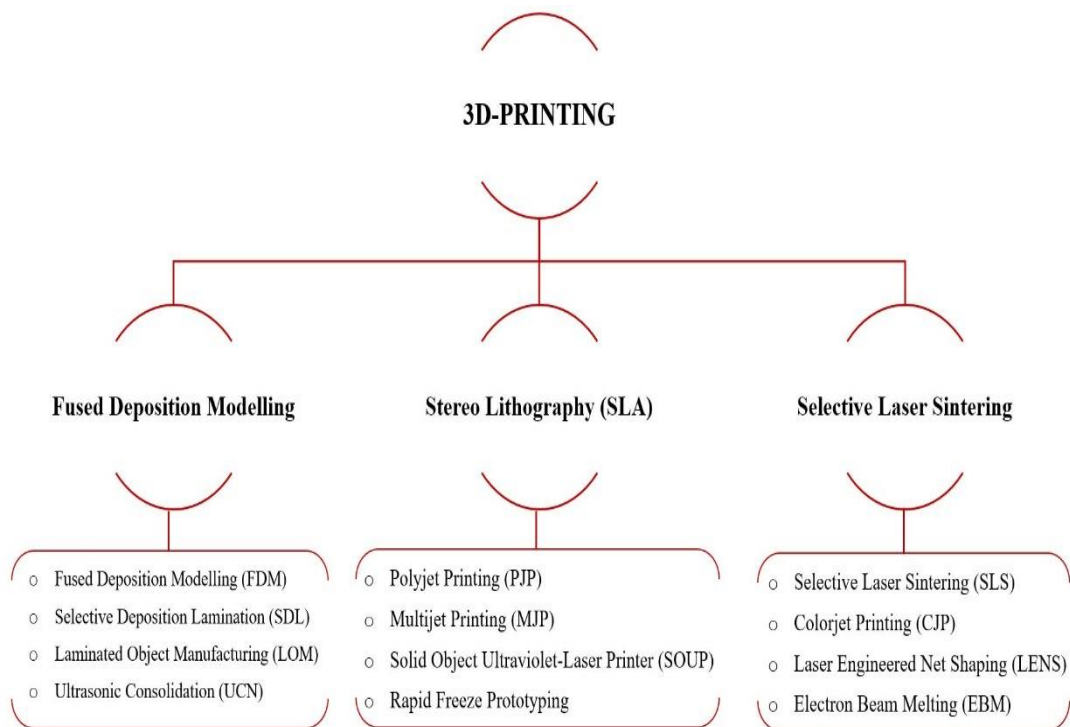 3D-PRINTING
Fused Deposition Modelling
Stereo Lithography (SLA)
Selective Laser Sintering
o Fused Deposition Modelling (FDM)
o Selective Deposition Lamination (SDL)
o Laminated Object Manufacturing (LOM)
o Ultrasonic Consolidation (UCN)
o Polyjet Printing (PJP)
o Multijet Printing (MJP)
o Solid Object Ultraviolet-Laser Printer (SOUP)
o Rapid Freeze Prototyping
o Selective Laser Sintering (SLS)
o Colorjet Printing (CJP)
o Laser Engineered Net Shaping (LENS)
o Electron Beam Melting (EBM)